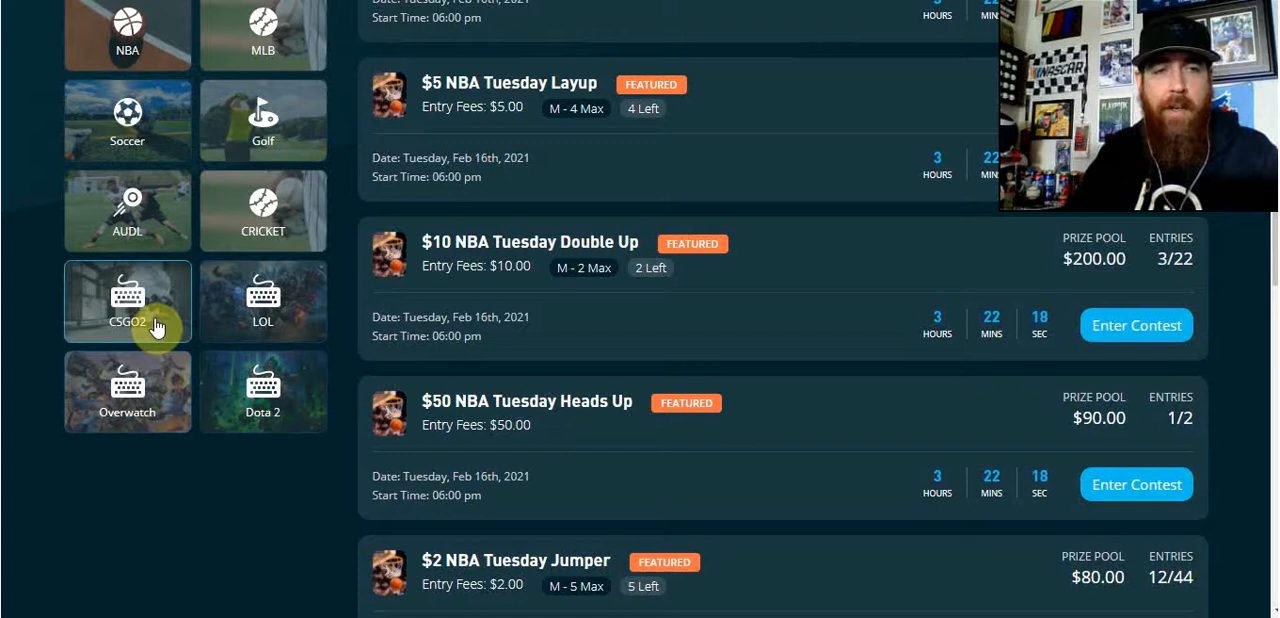 NBA
MLB
Soccer
Golf
AUDL
CRICKET
CSGO2
LOL
Overwatch
Dota 2
Date: Tuesday, Feb 16th, 2021
Start Time: 06:00 pm
HOURS
$5 NBA Tuesday Layup FEATURED
Entry Fees: $5.00 M - 4 Max 4 Left
Date: Tuesday, Feb 16th, 2021
Start Time: 06:00 pm
3 22
HOURS
$10 NBA Tuesday Double Up FEATURED
Entry Fees: $10.00 M - 2 Max 2 Left
PRIZE POOL ENTRIES
$200.00 3/22
Date: Tuesday, Feb 16th, 2021
Start Time: 06:00 pm
3 22 18
HOURS MINS SEC
Enter Contest
$50 NBA Tuesday Heads Up FEATURED
Entry Fees: $50.00
PRIZE POOL ENTRIES
$90.00 1/2
Date: Tuesday, Feb 16th, 2021
Start Time: 06:00 pm
3 22 18
HOURS MINS SEC
Enter Contest
$2 NBA Tuesday Jumper FEATURED
Entry Fees: $2.00 M - 5 Max 5 Left
PRIZE POOL ENTRIES
$80.00 12/44
NASCAR